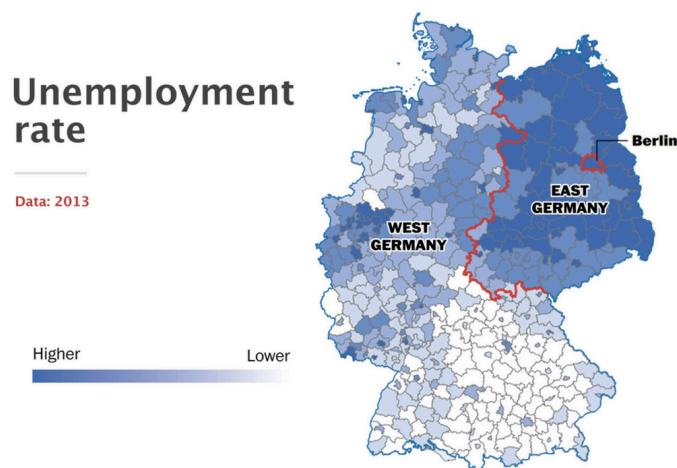 Unemployment
rate
Data: 2013
Higher
Lower
Berlin
EAST
GERMANY
WEST
GERMANY